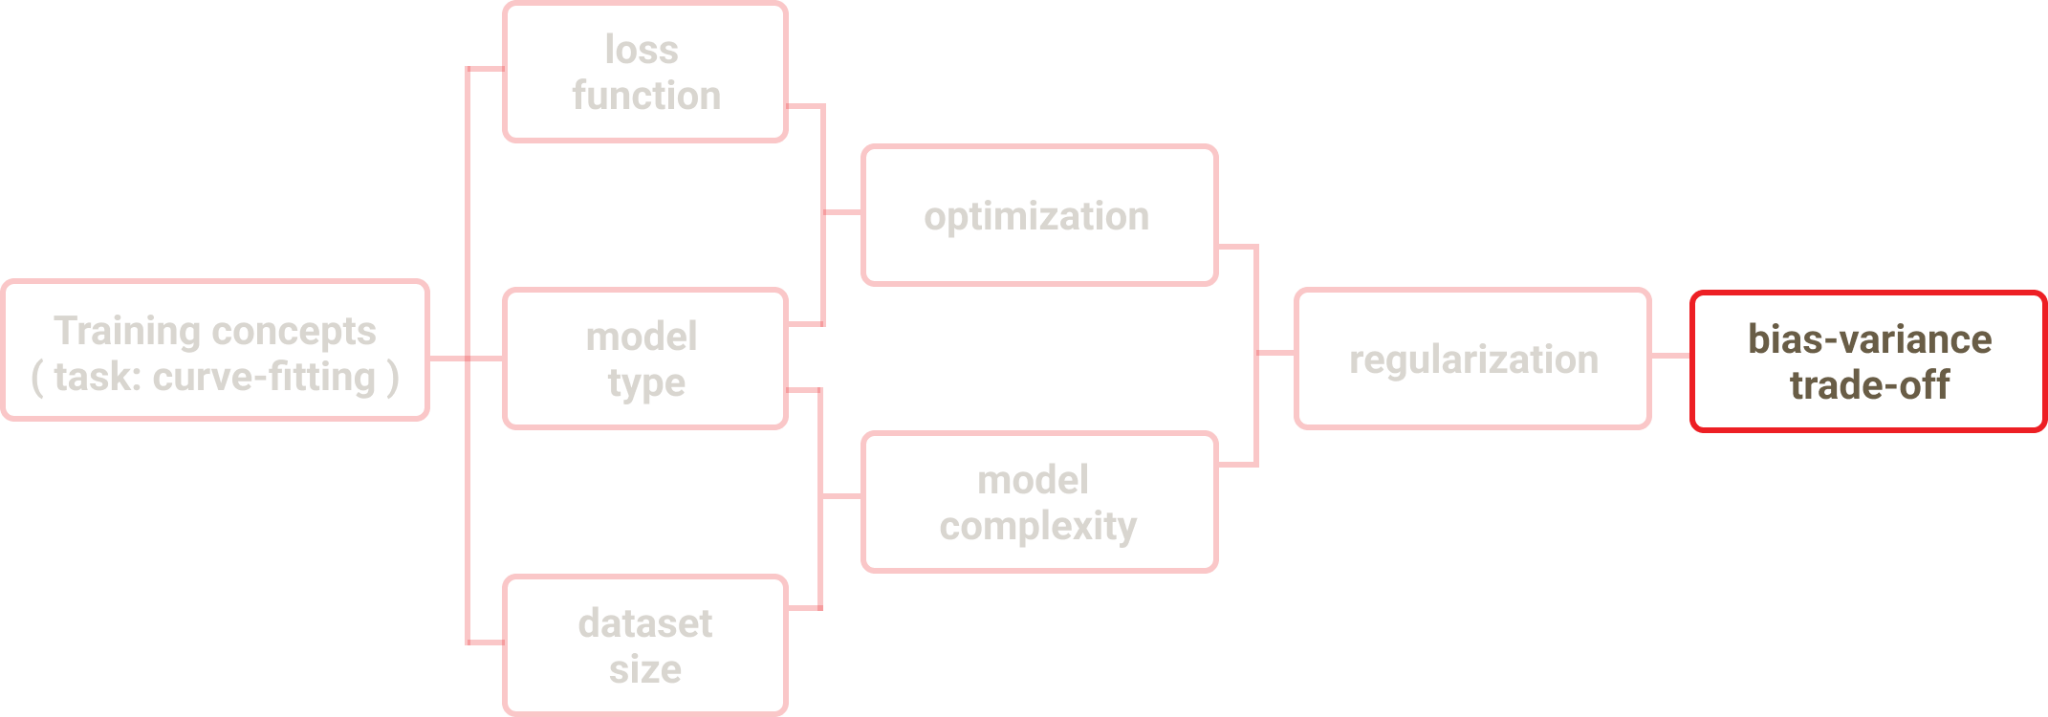 loss
function
optimization
Training concepts
( task: curve-fitting )
model
type
regularization
bias-variance
trade-off
model
complexity
dataset
size